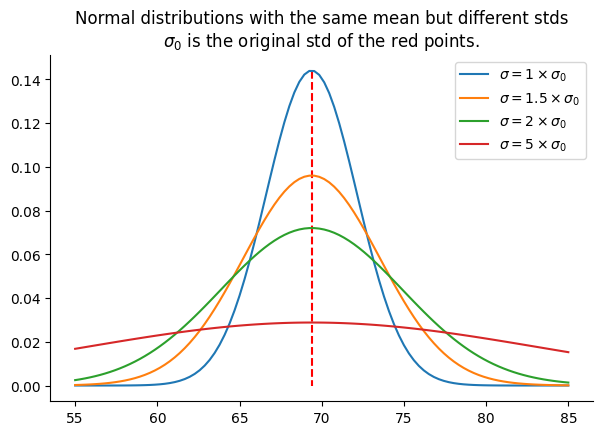 Normal distributions with the same mean but different stds
σ₀ is the original std of the red points.
σ = 1 × σ₀
σ = 1.5 × σ₀
σ = 2 × σ₀
σ = 5 × σ₀
0.14
0.12
0.10
0.08
0.06
0.04
0.02
0.00
55 60 65 70 75 80 85